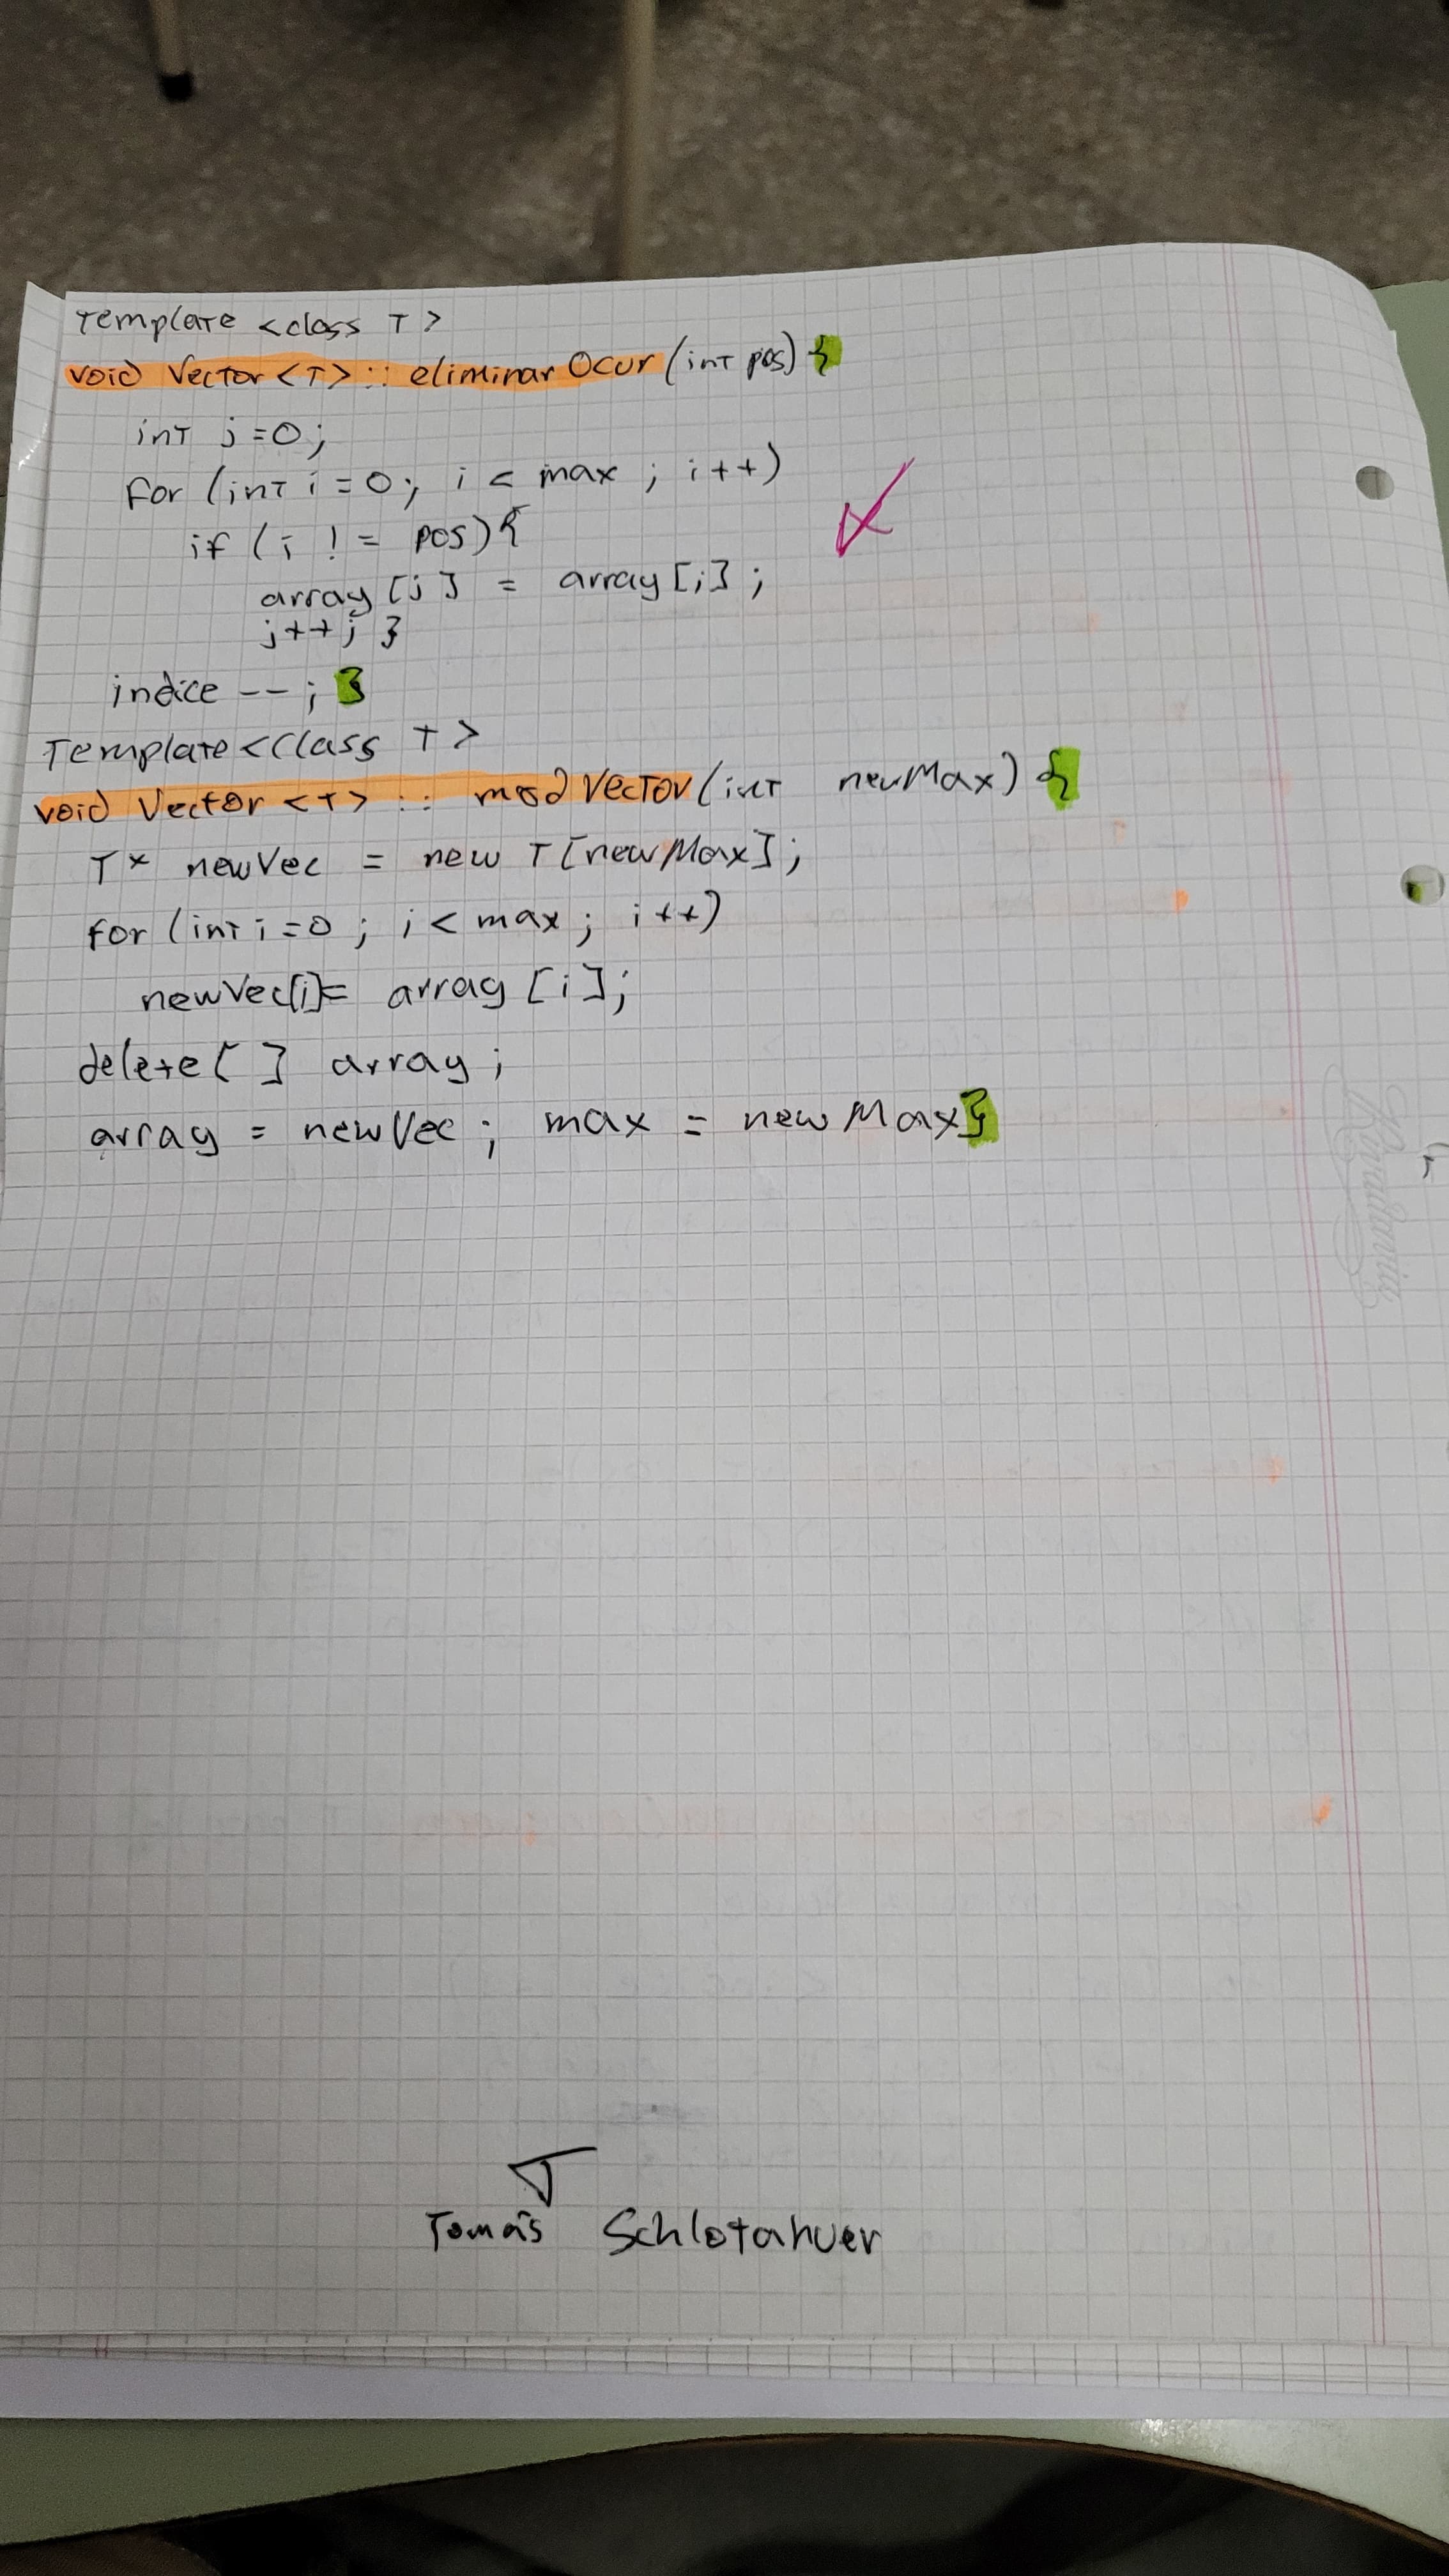 Template <class T>
void Vector<T>:: eliminarOcur (int pos) {
int j=0;
for (int i=0; i < max ; i++)
if (i != pos){
array [j] = array [i] ;
j++; }
indice --; }
Template <Class T>
void Vector <T> :: modVector (int newMax) {
T* newVec = new T[newMax];
for (int i=0 ; i < max ; i++)
newVec[i]= array [i];
delete[ ] array ;
array = newVec ; max = newMax}
Tomás Schlotahuer